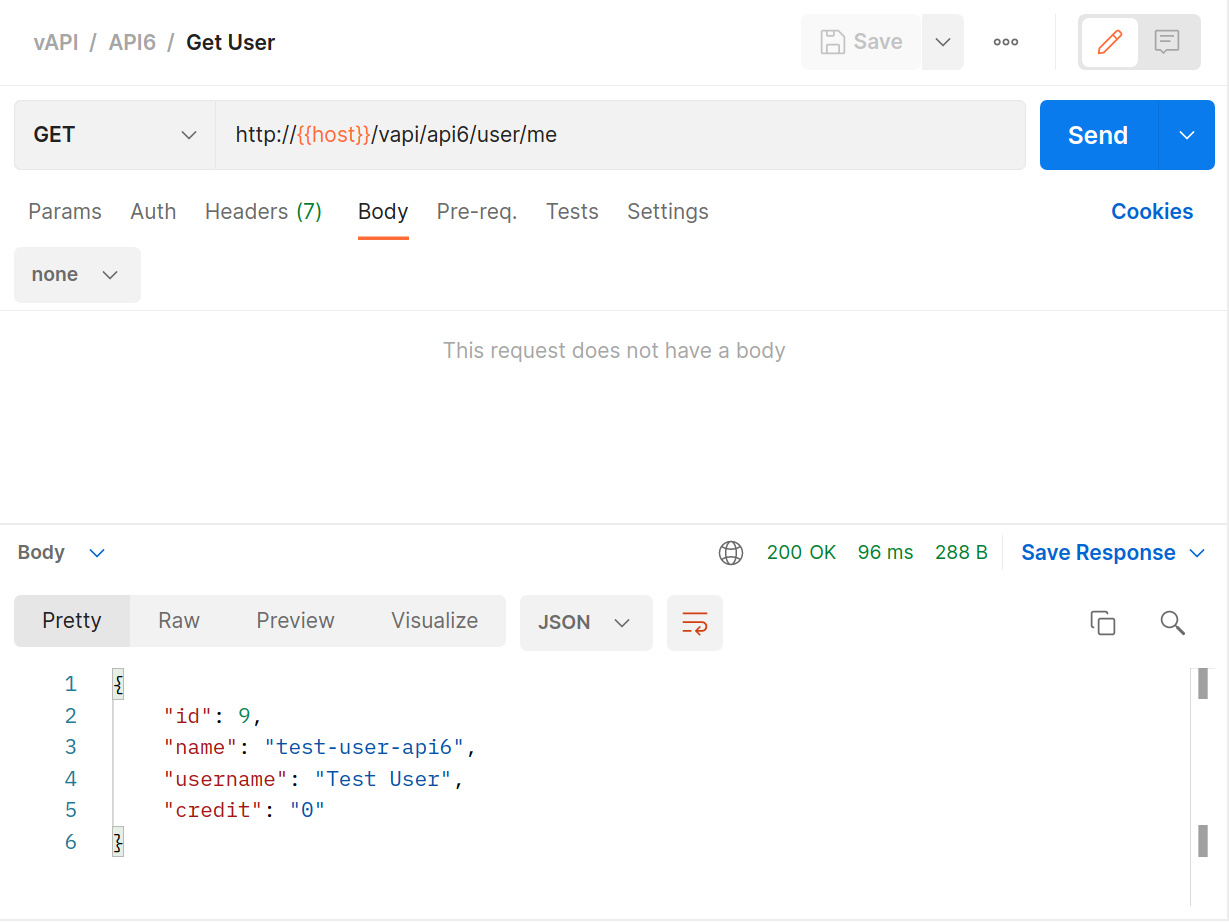 vAPI / API6 / Get User
Save
GET
http://{{host}}/vapi/api6/user/me
Send
Params Auth Headers (7) Body Pre-req. Tests Settings Cookies
none
This request does not have a body
Body
200 OK 96 ms 288 B Save Response
Pretty Raw Preview Visualize JSON
1 {
2 "id": 9,
3 "name": "test-user-api6",
4 "username": "Test User",
5 "credit": "0"
6 }